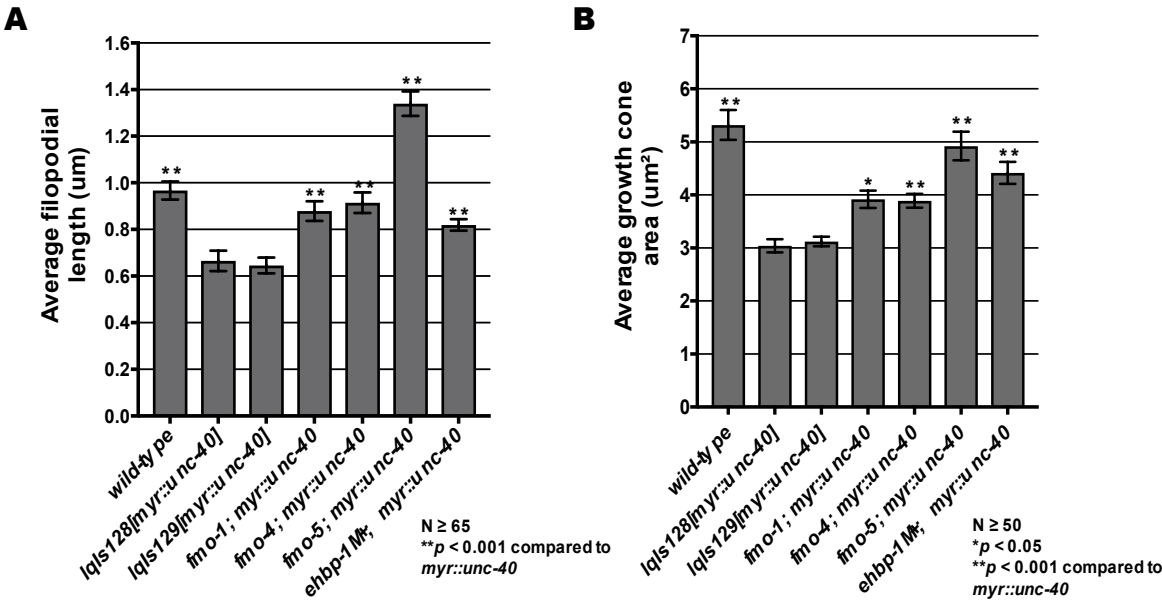 A
Average filopodial
length (um)
1.6
1.4
1.2
1.0
0.8
0.6
0.4
0.2
0.0
**
**
**
**
**
wild-type
lqIs128[myr::unc-40]
lqIs129[myr::unc-40]
fmo-1; myr::unc-40
fmo-4; myr::unc-40
fmo-5; myr::unc-40
ehbp-1 M+; myr::unc-40
N ≥ 65
**p < 0.001 compared to
myr::unc-40
B
Average growth cone
area (um²)
7
6
5
4
3
2
1
0
**
*
**
**
**
wild-type
lqIs128[myr::unc-40]
lqIs129[myr::unc-40]
fmo-1; myr::unc-40
fmo-4; myr::unc-40
fmo-5; myr::unc-40
ehbp-1 M+; myr::unc-40
N ≥ 50
*p < 0.05
**p < 0.001 compared to
myr::unc-40